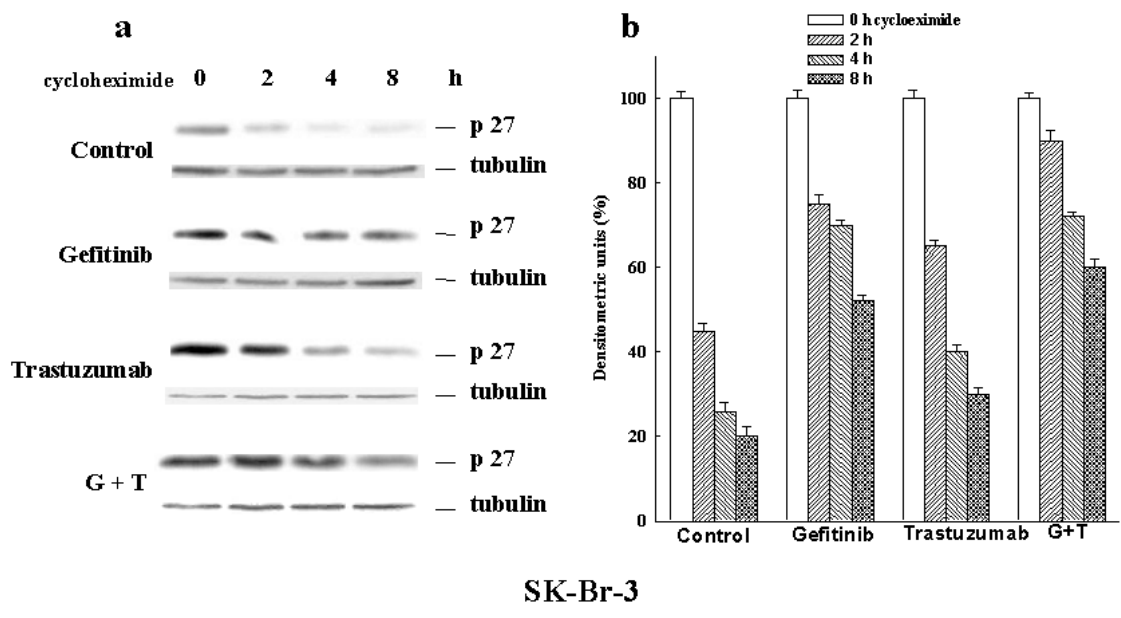 a
cycloheximide 0 2 4 8 h
Control
p 27
tubulin
Gefitinib
p 27
tubulin
Trastuzumab
p 27
tubulin
G + T
p 27
tubulin
b
0 h cycloeximide
2 h
4 h
8 h
Densitometric units (%)
100
80
60
40
20
0
Control Gefitinib Trastuzumab G+T
SK-Br-3